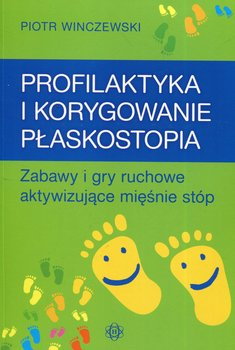 PIOTR WINCZEWSKI
PROFILAKTYKA
I KORYGOWANIE
PŁASKOSTOPIA
Zabawy i gry ruchowe
aktywizujące mięśnie stóp